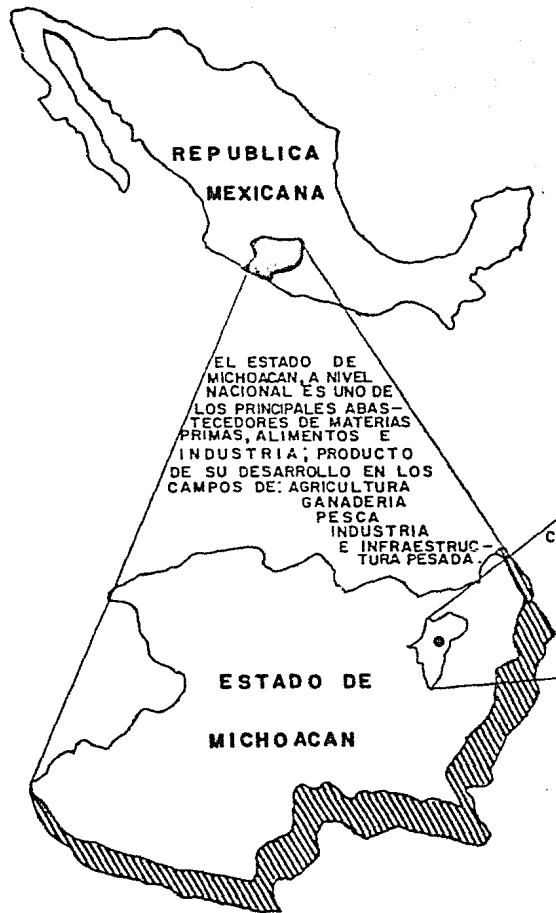 REPUBLICA
MEXICANA
EL ESTADO DE
MICHOACAN, A NIVEL
NACIONAL ES UNO DE
LOS PRINCIPALES ABAS-
TECEDORES DE MATERIAS
PRIMAS, ALIMENTOS E
INDUSTRIA; PRODUCTO
DE SU DESARROLLO EN LOS
CAMPOS DE: AGRICULTURA
GANADERIA
PESCA
INDUSTRIA
E INFRAESTRUC-
TURA PESADA.
C
ESTADO DE
MICHOACAN